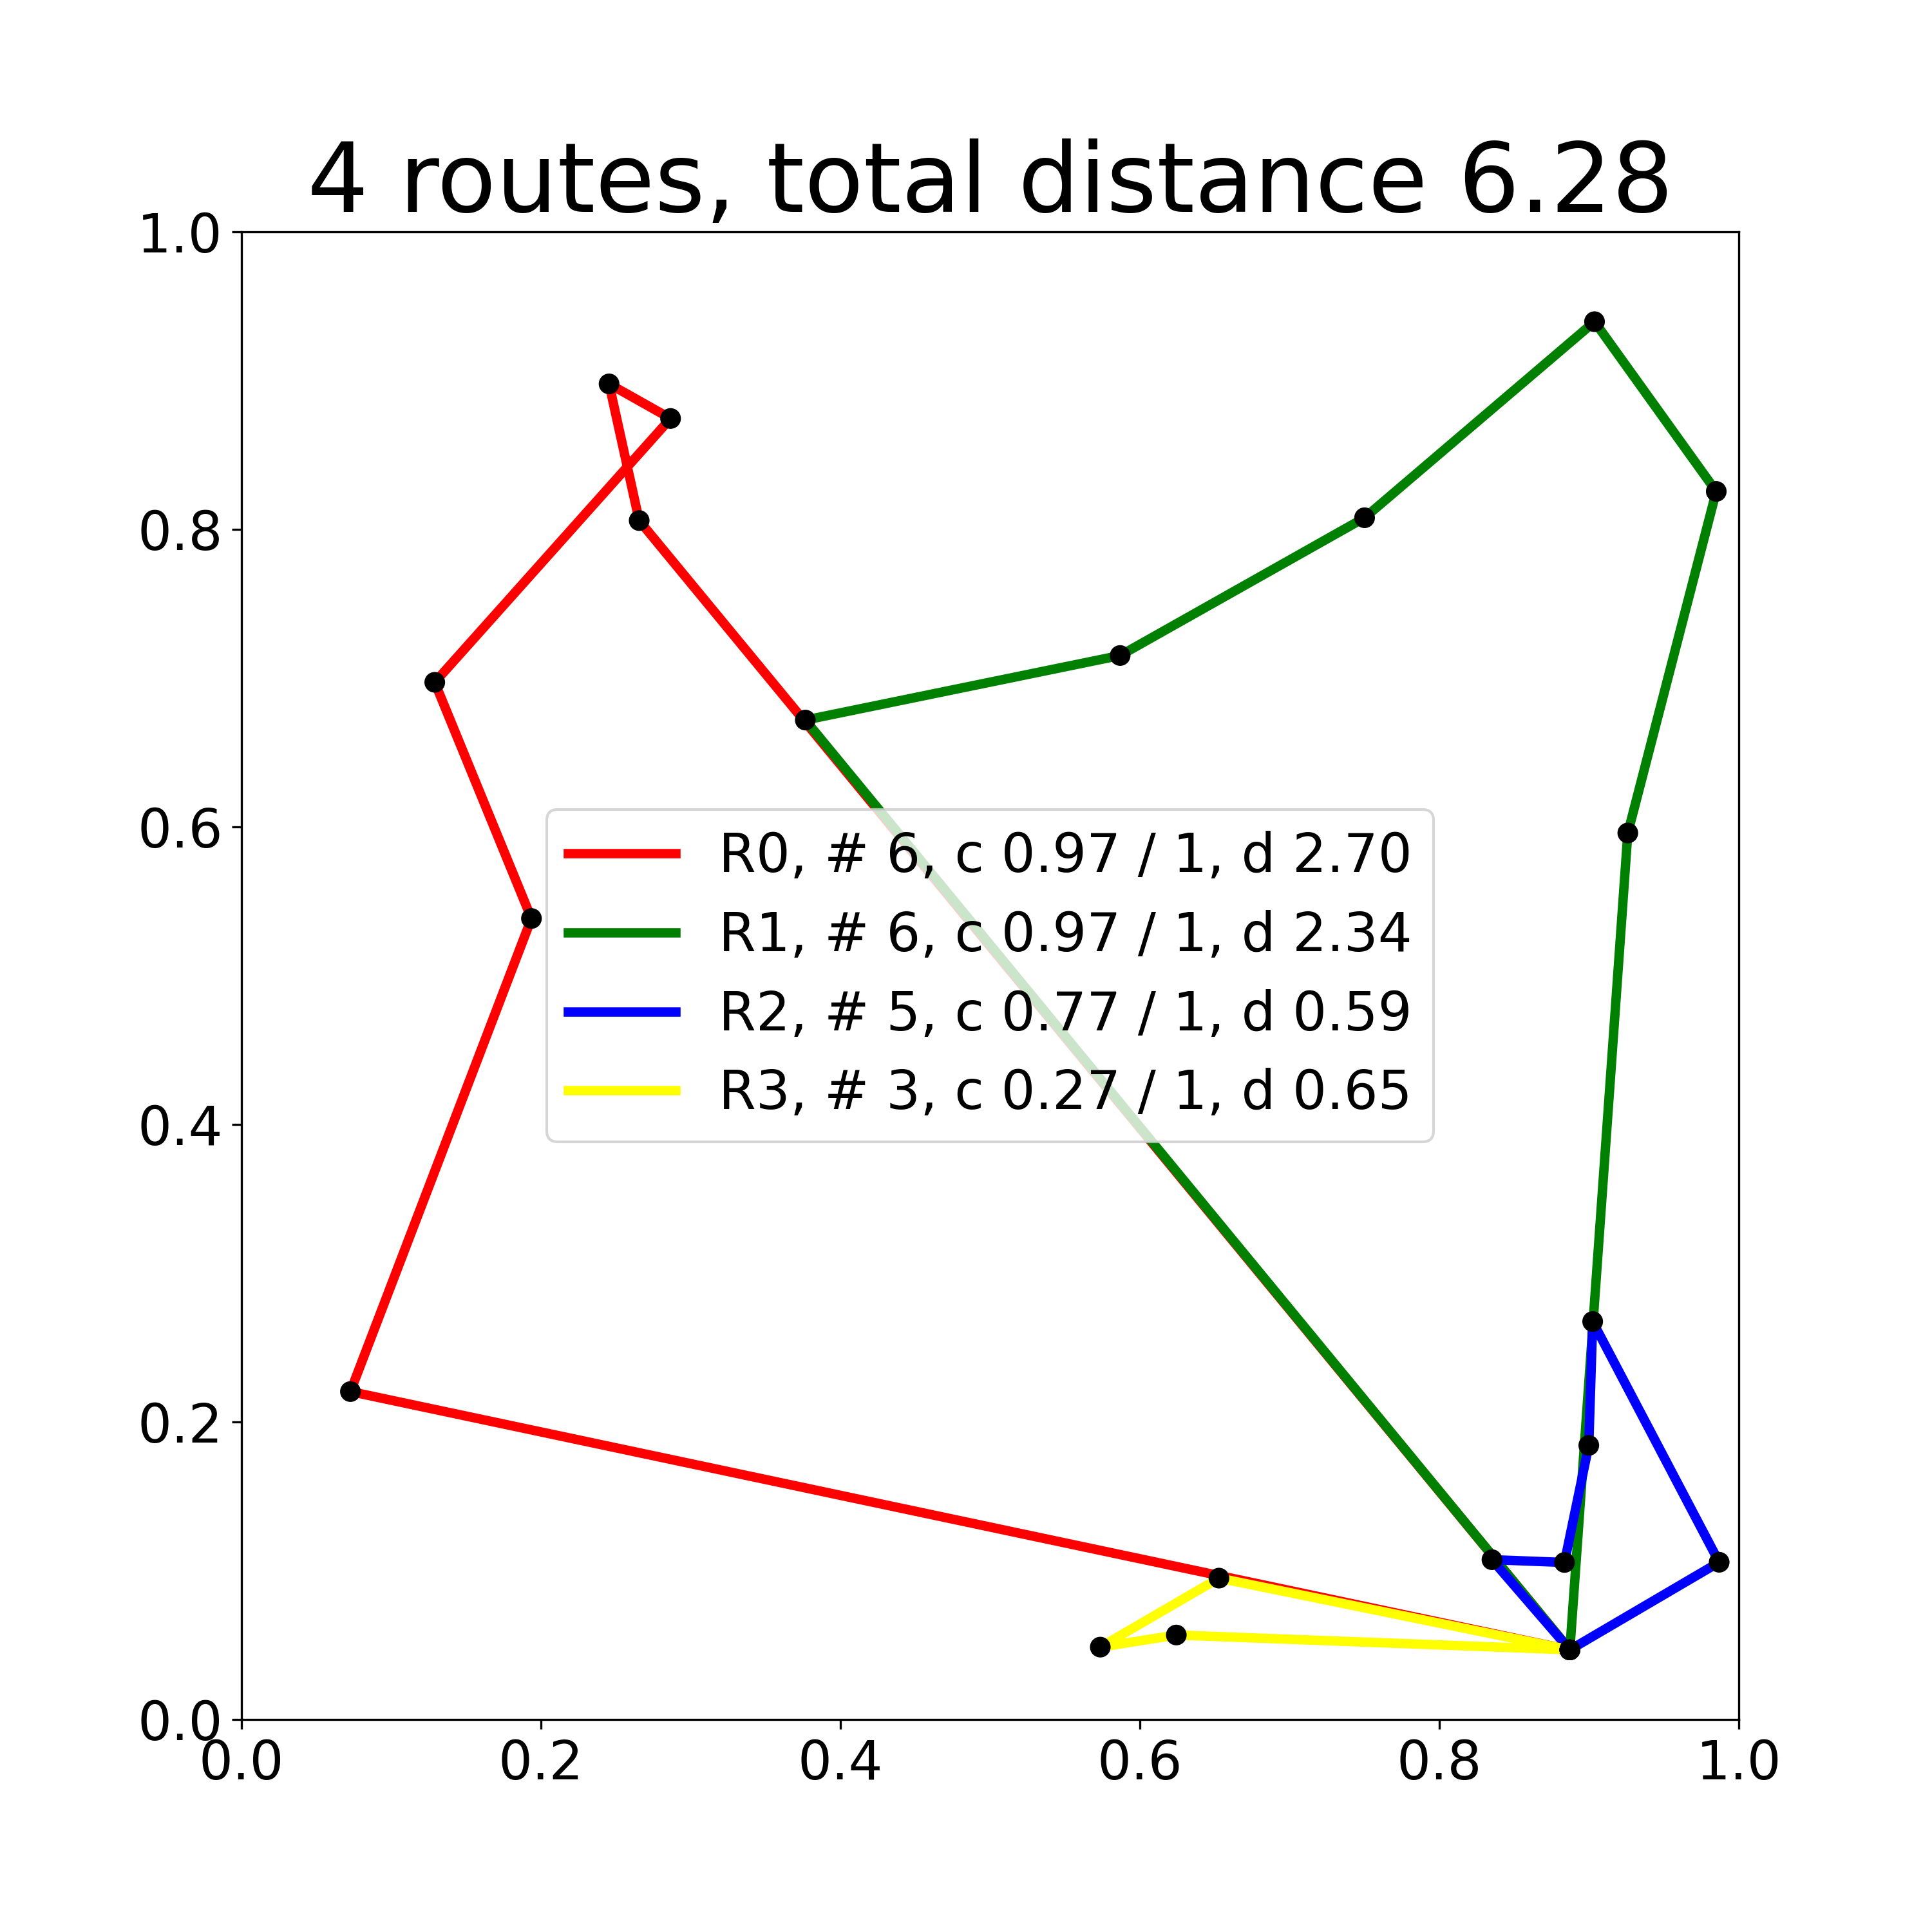 4 routes, total distance 6.28
1.0
0.8
0.6
0.4
0.2
0.0
R0, # 6, c 0.97 / 1, d 2.70
R1, # 6, c 0.97 / 1, d 2.34
R2, # 5, c 0.77 / 1, d 0.59
R3, # 3, c 0.27 / 1, d 0.65
0.0 0.2 0.4 0.6 0.8 1.0